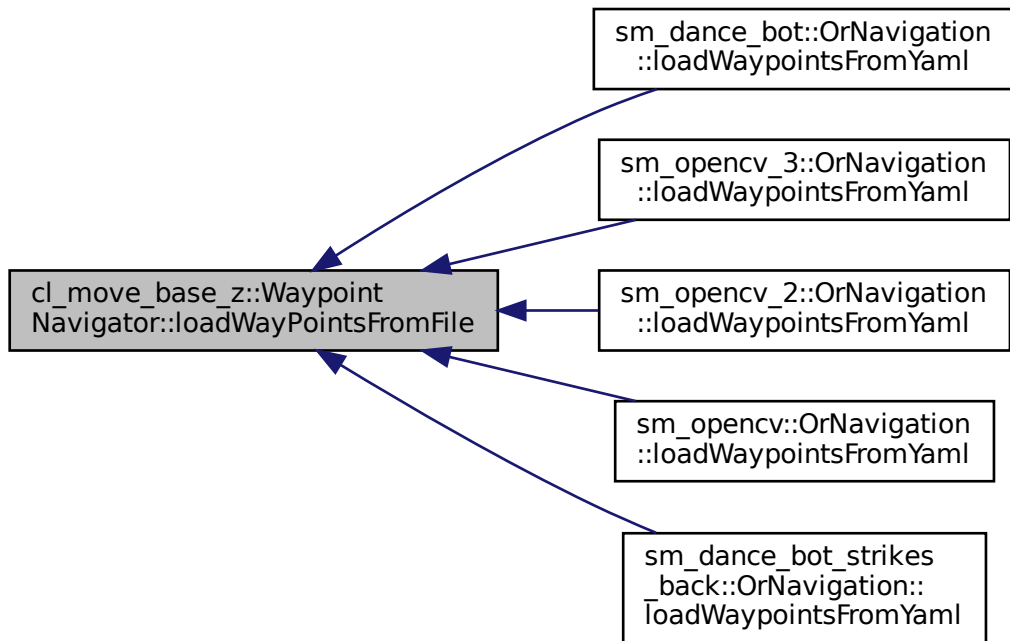 sm_dance_bot::OrNavigation
::loadWaypointsFromYaml
sm_opencv_3::OrNavigation
::loadWaypointsFromYaml
cl_move_base_z::Waypoint
Navigator::loadWayPointsFromFile
sm_opencv_2::OrNavigation
::loadWaypointsFromYaml
sm_opencv::OrNavigation
::loadWaypointsFromYaml
sm_dance_bot_strikes
_back::OrNavigation::
loadWaypointsFromYaml